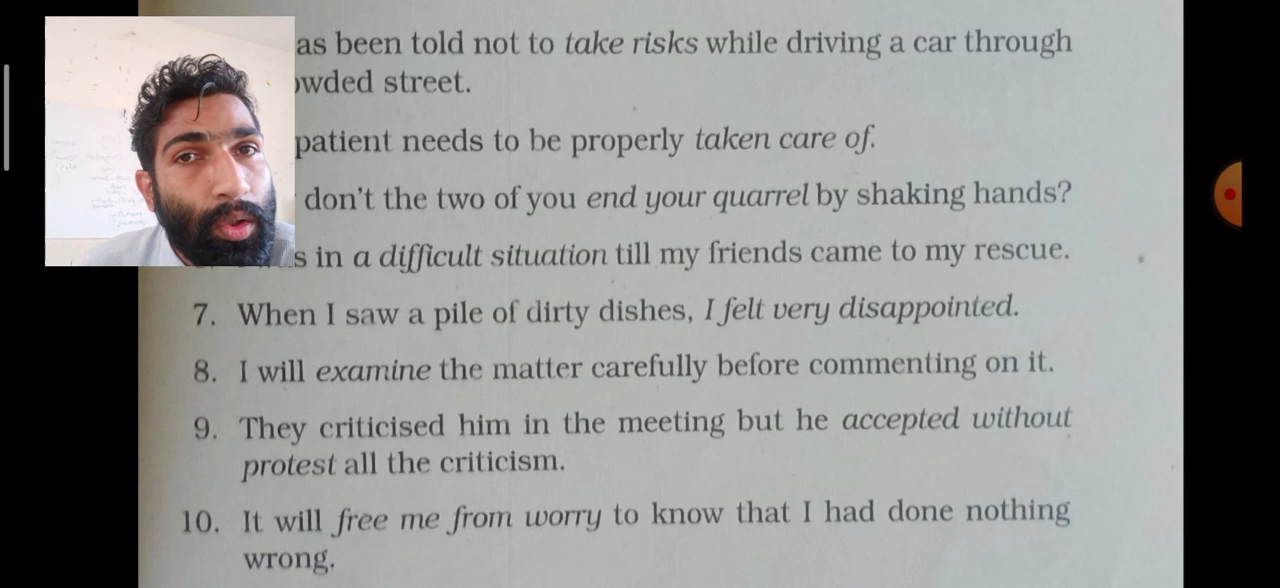 as been told not to take risks while driving a car through
wded street.
patient needs to be properly taken care of.
don't the two of you end your quarrel by shaking hands?
s in a difficult situation till my friends came to my rescue.
7. When I saw a pile of dirty dishes, I felt very disappointed.
8. I will examine the matter carefully before commenting on it.
9. They criticised him in the meeting but he accepted without
protest all the criticism.
10. It will free me from worry to know that I had done nothing
wrong.